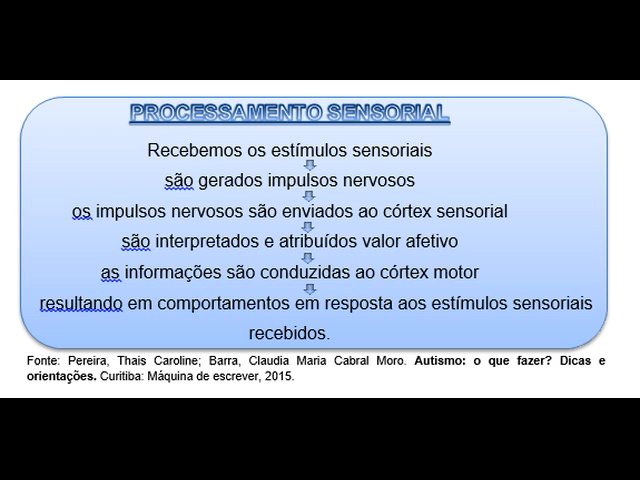 PROCESSAMENTO SENSORIAL
Recebemos os estímulos sensoriais
são gerados impulsos nervosos
os impulsos nervosos são enviados ao córtex sensorial
são interpretados e atribuídos valor afetivo
as informações são conduzidas ao córtex motor
resultando em comportamentos em resposta aos estímulos sensoriais
recebidos.
Fonte: Pereira, Thais Caroline; Barra, Claudia Maria Cabral Moro. Autismo: o que fazer? Dicas e
orientações. Curitiba: Máquina de escrever, 2015.